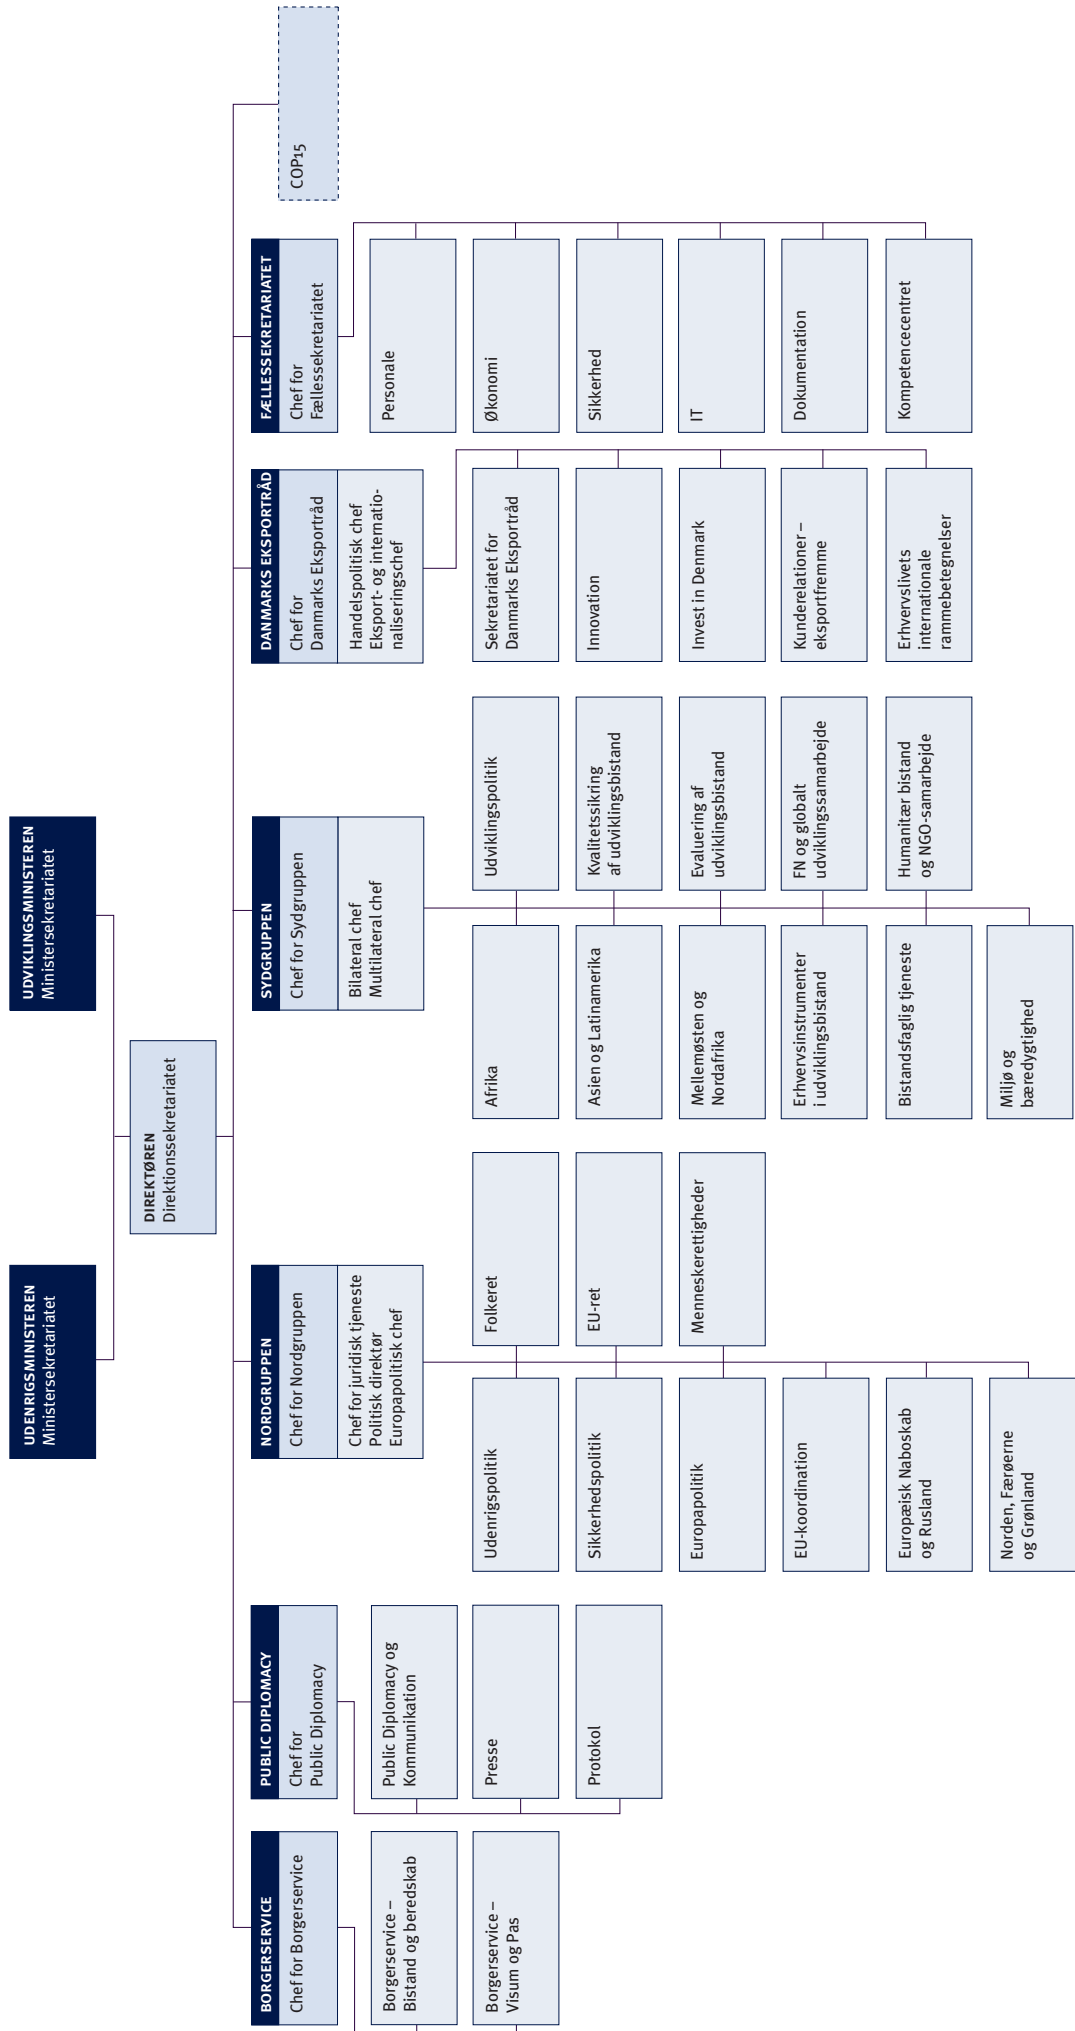 UDENRIGSMINISTEREN
Ministersekretariatet
UDVIKLINGSMINISTEREN
Ministersekretariatet
DIREKTØREN
Direktionssekretariatet
BORGERSERVICE
Chef for Borgerservice
Borgerservice –
Bistand og beredskab
Borgerservice –
Visum og Pas
PUBLIC DIPLOMACY
Chef for
Public Diplomacy
Public Diplomacy og
Kommunikation
Presse
Protokol
NORDGRUPPEN
Chef for Nordgruppen
Chef for juridisk tjeneste
Politisk direktør
Europapolitisk chef
Udenrigspolitik
Sikkerhedspolitik
Europapolitik
EU-koordination
Europæisk Naboskab
og Rusland
Norden, Færøerne
og Grønland
Folkeret
EU-ret
Menneskerettigheder
SYDGRUPPEN
Chef for Sydgruppen
Bilateral chef
Multilateral chef
Afrika
Asien og Latinamerika
Mellemøsten og
Nordafrika
Erhvervsinstrumenter
i udviklingsbistand
Bistandsfaglig tjeneste
Miljø og
bæredygtighed
Udviklingspolitik
Kvalitetssikring
af udviklingsbistand
Evaluering af
udviklingsbistand
FN og globalt
udviklingssamarbejde
Humanitær bistand
og NGO-samarbejde
DANMARKS EKSPORTRÅD
Chef for
Danmarks Eksportråd
Handelspolitisk chef
Eksport- og internatio-
naliseringschef
Sekretariatet for
Danmarks Eksportråd
Innovation
Invest in Denmark
Kunderelationer –
eksportfremme
Erhvervslivets
internationale
rammebetegnelser
FÆLLESSEKRETARIATET
Chef for
Fællessekretariatet
Personale
Økonomi
Sikkerhed
IT
Dokumentation
Kompetencecentret
COP15